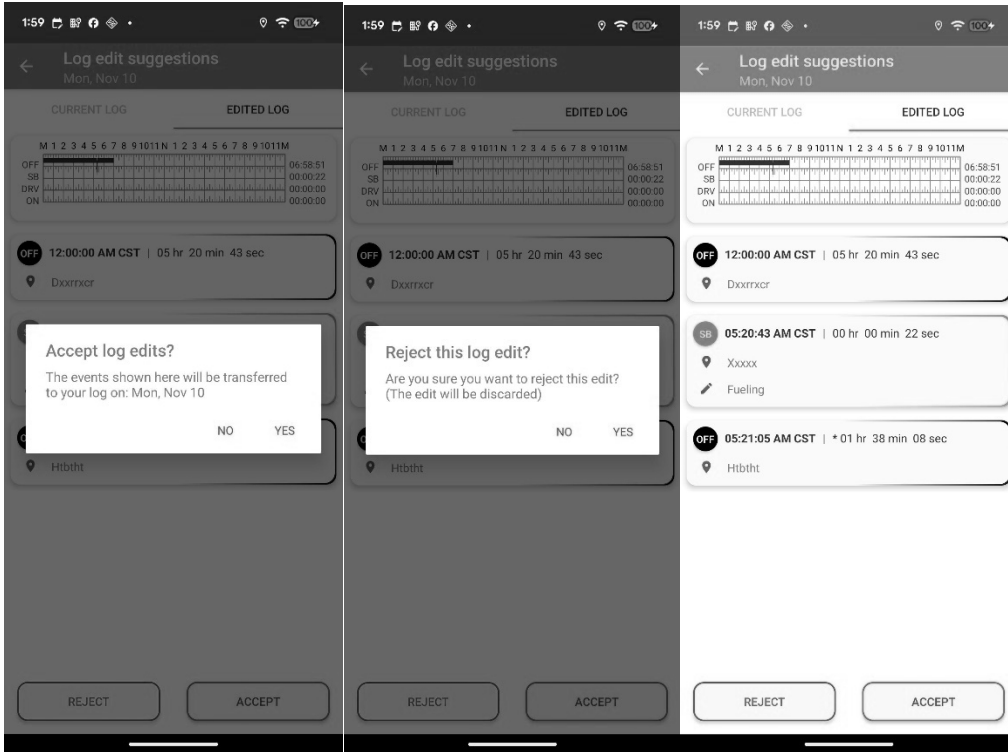 1:59
100
Log edit suggestions
Mon, Nov 10
CURRENT LOG EDITED LOG
M 1 2 3 4 5 6 7 8 9 10 11 N 1 2 3 4 5 6 7 8 9 10 11 M
OFF 06:58:51
SB 00:00:22
DRV 00:00:00
ON 00:00:00
OFF 12:00:00 AM CST | 05 hr 20 min 43 sec
Dxxrrxcr
Accept log edits?
The events shown here will be transferred
to your log on: Mon, Nov 10
NO YES
Htbtht
REJECT ACCEPT
1:59
100
Log edit suggestions
Mon, Nov 10
CURRENT LOG EDITED LOG
M 1 2 3 4 5 6 7 8 9 10 11 N 1 2 3 4 5 6 7 8 9 10 11 M
OFF 06:58:51
SB 00:00:22
DRV 00:00:00
ON 00:00:00
OFF 12:00:00 AM CST | 05 hr 20 min 43 sec
Dxxrrxcr
Reject this log edit?
Are you sure you want to reject this edit?
(The edit will be discarded)
NO YES
Htbtht
REJECT ACCEPT
1:59
100
Log edit suggestions
Mon, Nov 10
CURRENT LOG EDITED LOG
M 1 2 3 4 5 6 7 8 9 10 11 N 1 2 3 4 5 6 7 8 9 10 11 M
OFF 06:58:51
SB 00:00:22
DRV 00:00:00
ON 00:00:00
OFF 12:00:00 AM CST | 05 hr 20 min 43 sec
Dxxrrxcr
SB 05:20:43 AM CST | 00 hr 00 min 22 sec
Xxxxx
Fueling
OFF 05:21:05 AM CST | * 01 hr 38 min 08 sec
Htbtht
REJECT ACCEPT